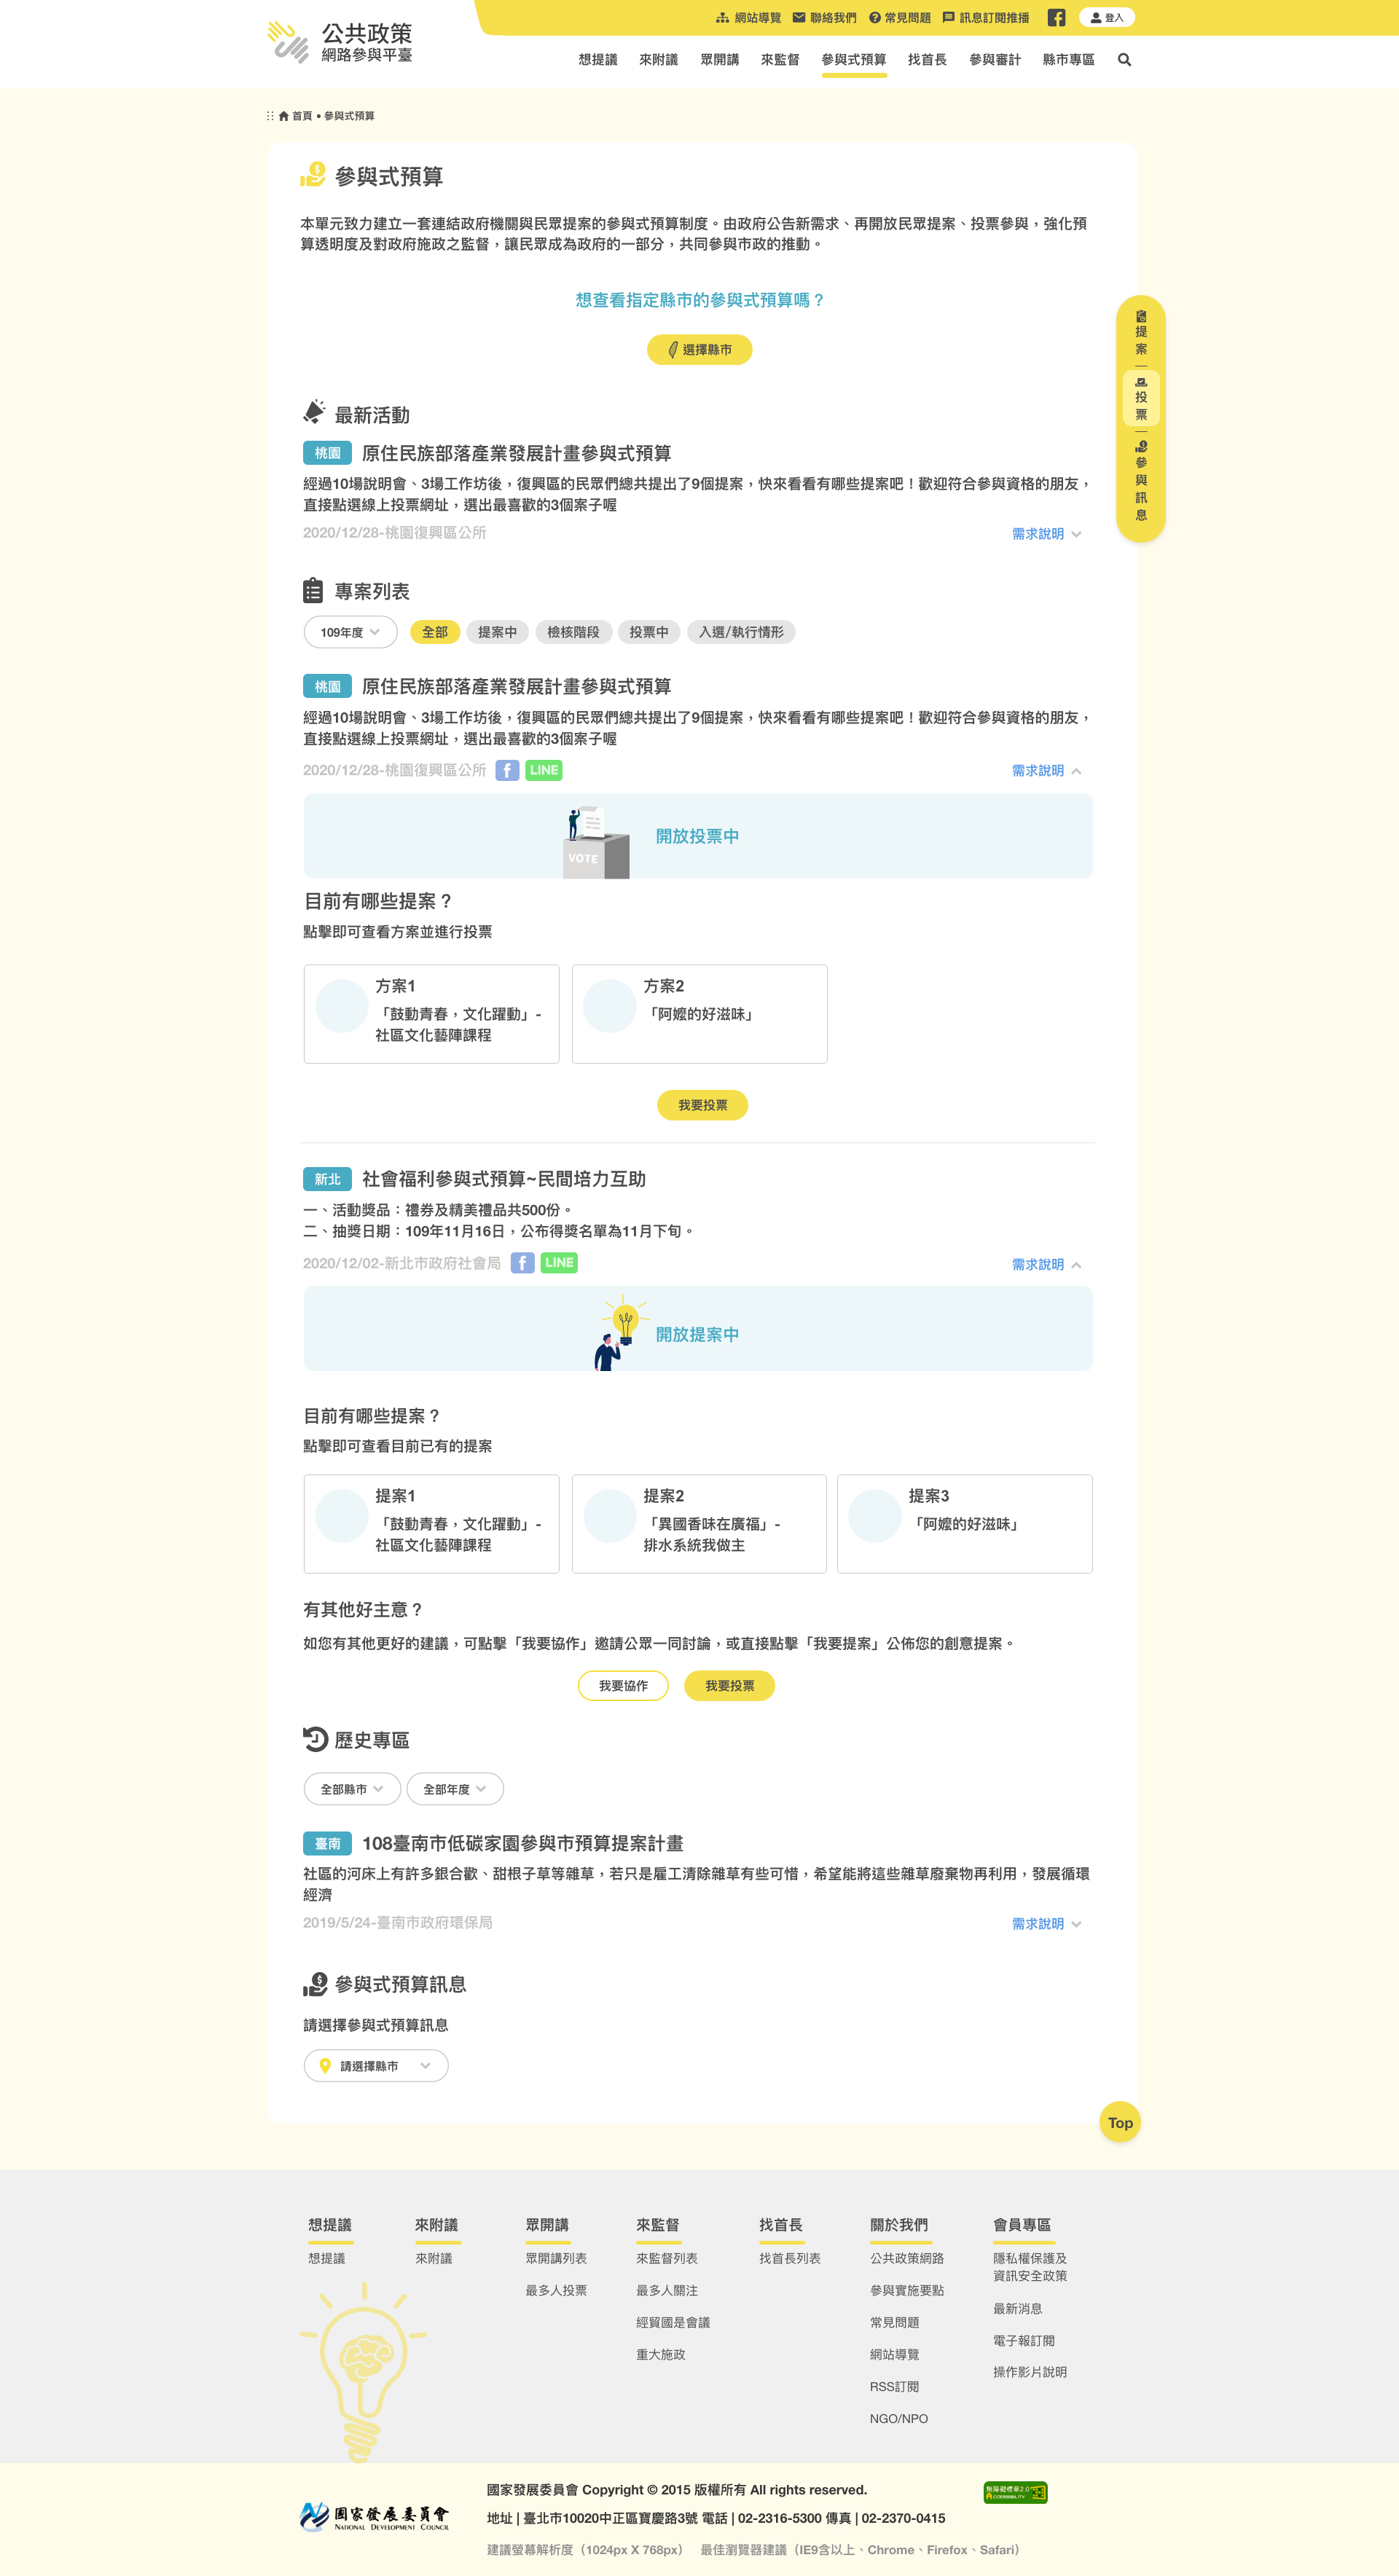 公共政策
網路參與平臺
網站導覽 聯絡我們 常見問題 訊息訂閱推播 登入
想提議 來附議 眾開講 來監督 參與式預算 找首長 參與審計 縣市專區
首頁 • 參與式預算
參與式預算
本單元致力建立一套連結政府機關與民眾提案的參與式預算制度。由政府公告新需求、再開放民眾提案、投票參與，強化預
算透明度及對政府施政之監督，讓民眾成為政府的一部分，共同參與市政的推動。
想查看指定縣市的參與式預算嗎？
選擇縣市
提案
投票
參與訊息
最新活動
桃園 原住民族部落產業發展計畫參與式預算
經過10場說明會、3場工作坊後，復興區的民眾們總共提出了9個提案，快來看看有哪些提案吧！歡迎符合參與資格的朋友，
直接點選線上投票網址，選出最喜歡的3個案子喔
2020/12/28-桃園復興區公所 需求說明
專案列表
109年度 全部 提案中 檢核階段 投票中 入選/執行情形
桃園 原住民族部落產業發展計畫參與式預算
經過10場說明會、3場工作坊後，復興區的民眾們總共提出了9個提案，快來看看有哪些提案吧！歡迎符合參與資格的朋友，
直接點選線上投票網址，選出最喜歡的3個案子喔
2020/12/28-桃園復興區公所 f LINE 需求說明
VOTE 開放投票中
目前有哪些提案？
點擊即可查看方案並進行投票
方案1
「鼓動青春，文化躍動」-
社區文化藝陣課程
方案2
「阿嬤的好滋味」
我要投票
新北 社會福利參與式預算~民間培力互助
一、活動獎品：禮券及精美禮品共500份。
二、抽獎日期：109年11月16日，公布得獎名單為11月下旬。
2020/12/02-新北市政府社會局 f LINE 需求說明
開放提案中
目前有哪些提案？
點擊即可查看目前已有的提案
提案1
「鼓動青春，文化躍動」-
社區文化藝陣課程
提案2
「異國香味在廣福」-
排水系統我做主
提案3
「阿嬤的好滋味」
有其他好主意？
如您有其他更好的建議，可點擊「我要協作」邀請公眾一同討論，或直接點擊「我要提案」公佈您的創意提案。
我要協作 我要投票
歷史專區
全部縣市 全部年度
臺南 108臺南市低碳家園參與市預算提案計畫
社區的河床上有許多銀合歡、甜根子草等雜草，若只是雇工清除雜草有些可惜，希望能將這些雜草廢棄物再利用，發展循環
經濟
2019/5/24-臺南市政府環保局 需求說明
參與式預算訊息
請選擇參與式預算訊息
請選擇縣市
Top
想提議 來附議 眾開講 來監督 找首長 關於我們 會員專區
想提議 來附議 眾開講列表 來監督列表 找首長列表 公共政策網路 隱私權保護及
資訊安全政策
最多人投票 最多人關注 參與實施要點 最新消息
經貿國是會議 常見問題 電子報訂閱
重大施政 網站導覽 操作影片說明
RSS訂閱
NGO/NPO
國家發展委員會
NATIONAL DEVELOPMENT COUNCIL
國家發展委員會 Copyright © 2015 版權所有 All rights reserved.
地址 | 臺北市10020中正區寶慶路3號 電話 | 02-2316-5300 傳真 | 02-2370-0415
建議螢幕解析度（1024px X 768px） 最佳瀏覽器建議（IE9含以上、Chrome、Firefox、Safari）
無障礙標章2.0
ACCESSIBILITY